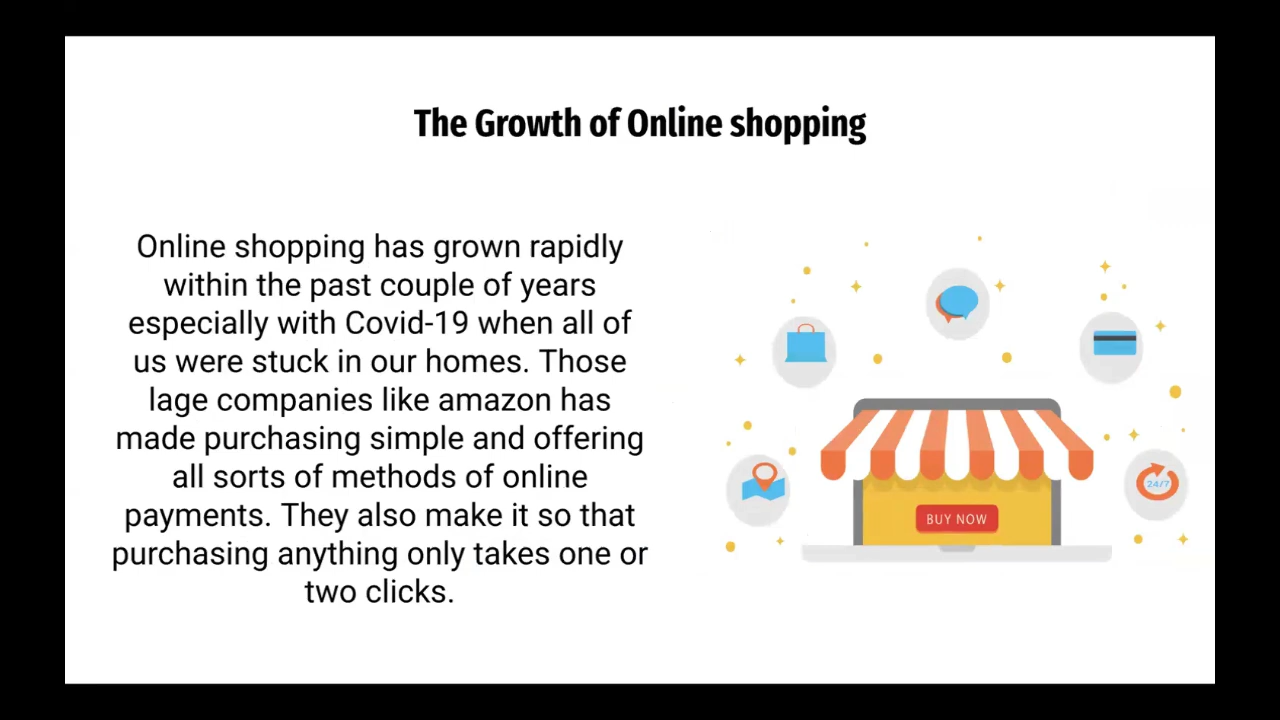 The Growth of Online shopping
Online shopping has grown rapidly
within the past couple of years
especially with Covid-19 when all of
us were stuck in our homes. Those
lage companies like amazon has
made purchasing simple and offering
all sorts of methods of online
payments. They also make it so that
purchasing anything only takes one or
two clicks.
24/7
BUY NOW